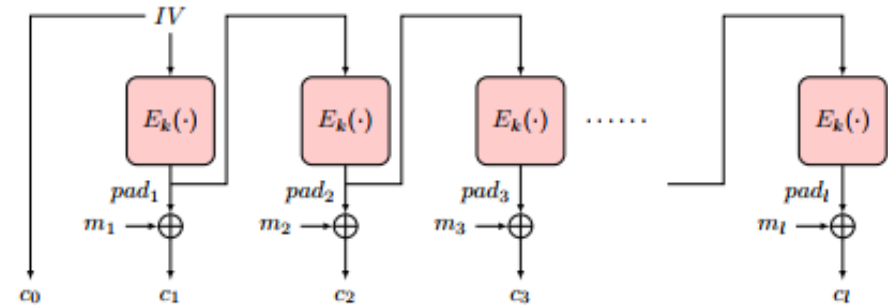 IV
E_k(·) E_k(·) E_k(·) ...... E_k(·)
pad_1 pad_2 pad_3 pad_l
m_1 m_2 m_3 m_l
c_0 c_1 c_2 c_3 c_l